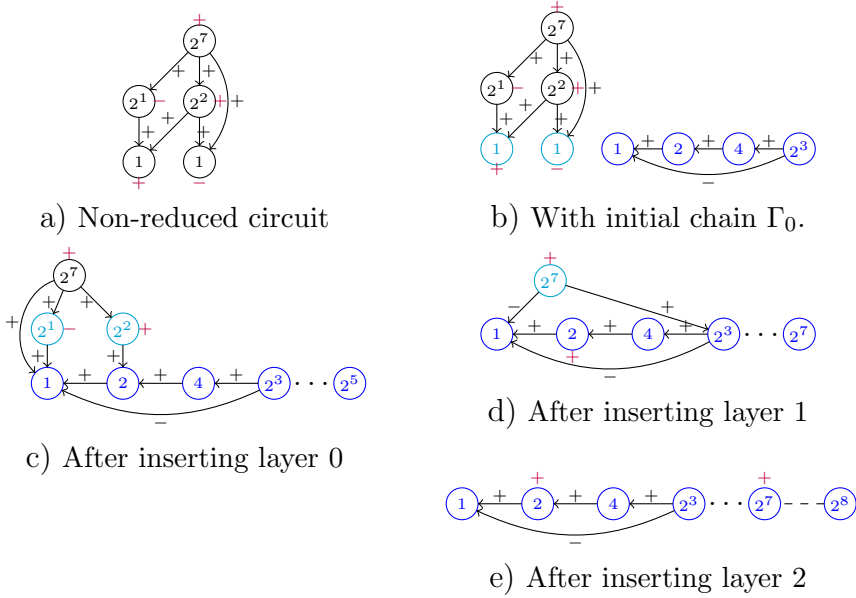 +
2^7
+ + +
2^1 − 2^2 +
+ + +
1 1
+ −
a) Non-reduced circuit
+
2^7
+ + +
2^1 − 2^2 +
+ + +
1 1 1 + 2 + 4 + 2^3
+ − −
b) With initial chain Γ_0.
+
2^7
+ + +
2^1 − 2^2 +
+ +
1 + 2 + 4 + 2^3 ··· 2^5
−
c) After inserting layer 0
+
2^7
− +
1 + 2 + 4 + 2^3 ··· 2^7
+
−
d) After inserting layer 1
+ +
1 + 2 + 4 + 2^3 ··· 2^7 2^8
−
e) After inserting layer 2